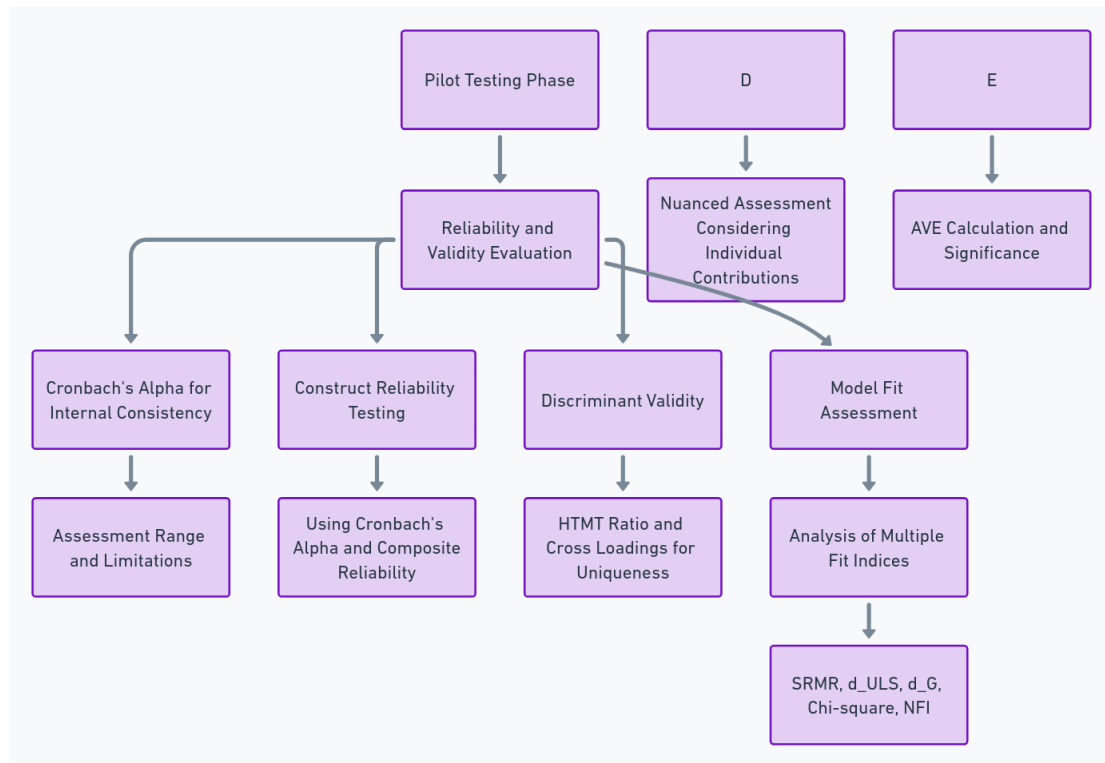 Pilot Testing Phase
D
E
Reliability and
Validity Evaluation
Nuanced Assessment
Considering
Individual
Contributions
AVE Calculation and
Significance
Cronbach's Alpha for
Internal Consistency
Construct Reliability
Testing
Discriminant Validity
Model Fit
Assessment
Assessment Range
and Limitations
Using Cronbach's
Alpha and Composite
Reliability
HTMT Ratio and
Cross Loadings for
Uniqueness
Analysis of Multiple
Fit Indices
SRMR, d_ULS, d_G,
Chi-square, NFI